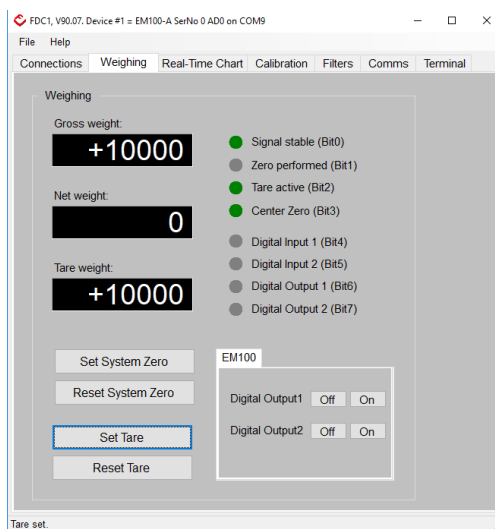 FDC1, V90.07. Device #1 = EM100-A SerNo 0 AD0 on COM9
File Help
Connections Weighing Real-Time Chart Calibration Filters Comms Terminal
Weighing
Gross weight:
+10000
Net weight:
0
Tare weight:
+10000
Signal stable (Bit0)
Zero performed (Bit1)
Tare active (Bit2)
Center Zero (Bit3)
Digital Input 1 (Bit4)
Digital Input 2 (Bit5)
Digital Output 1 (Bit6)
Digital Output 2 (Bit7)
Set System Zero
Reset System Zero
Set Tare
Reset Tare
EM100
Digital Output1 Off On
Digital Output2 Off On
Tare set.